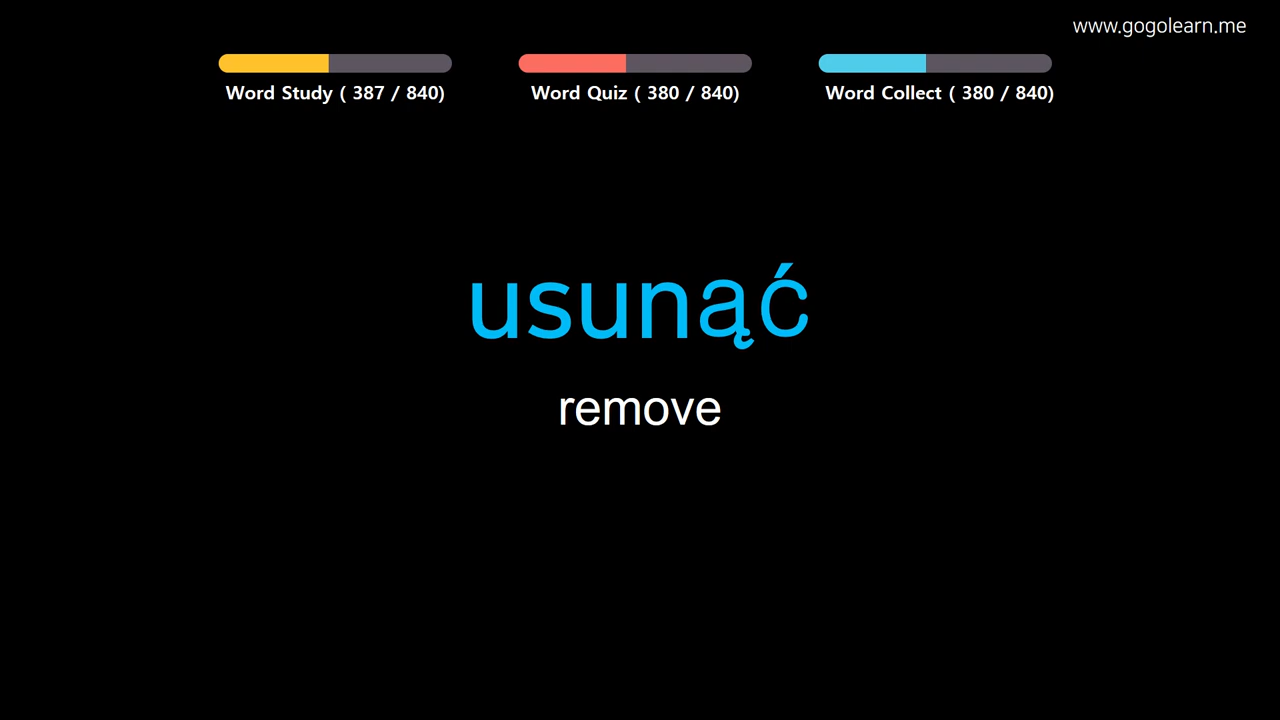 www.gogolearn.me
Word Study ( 387 / 840)
Word Quiz ( 380 / 840)
Word Collect ( 380 / 840)
usunąć
remove